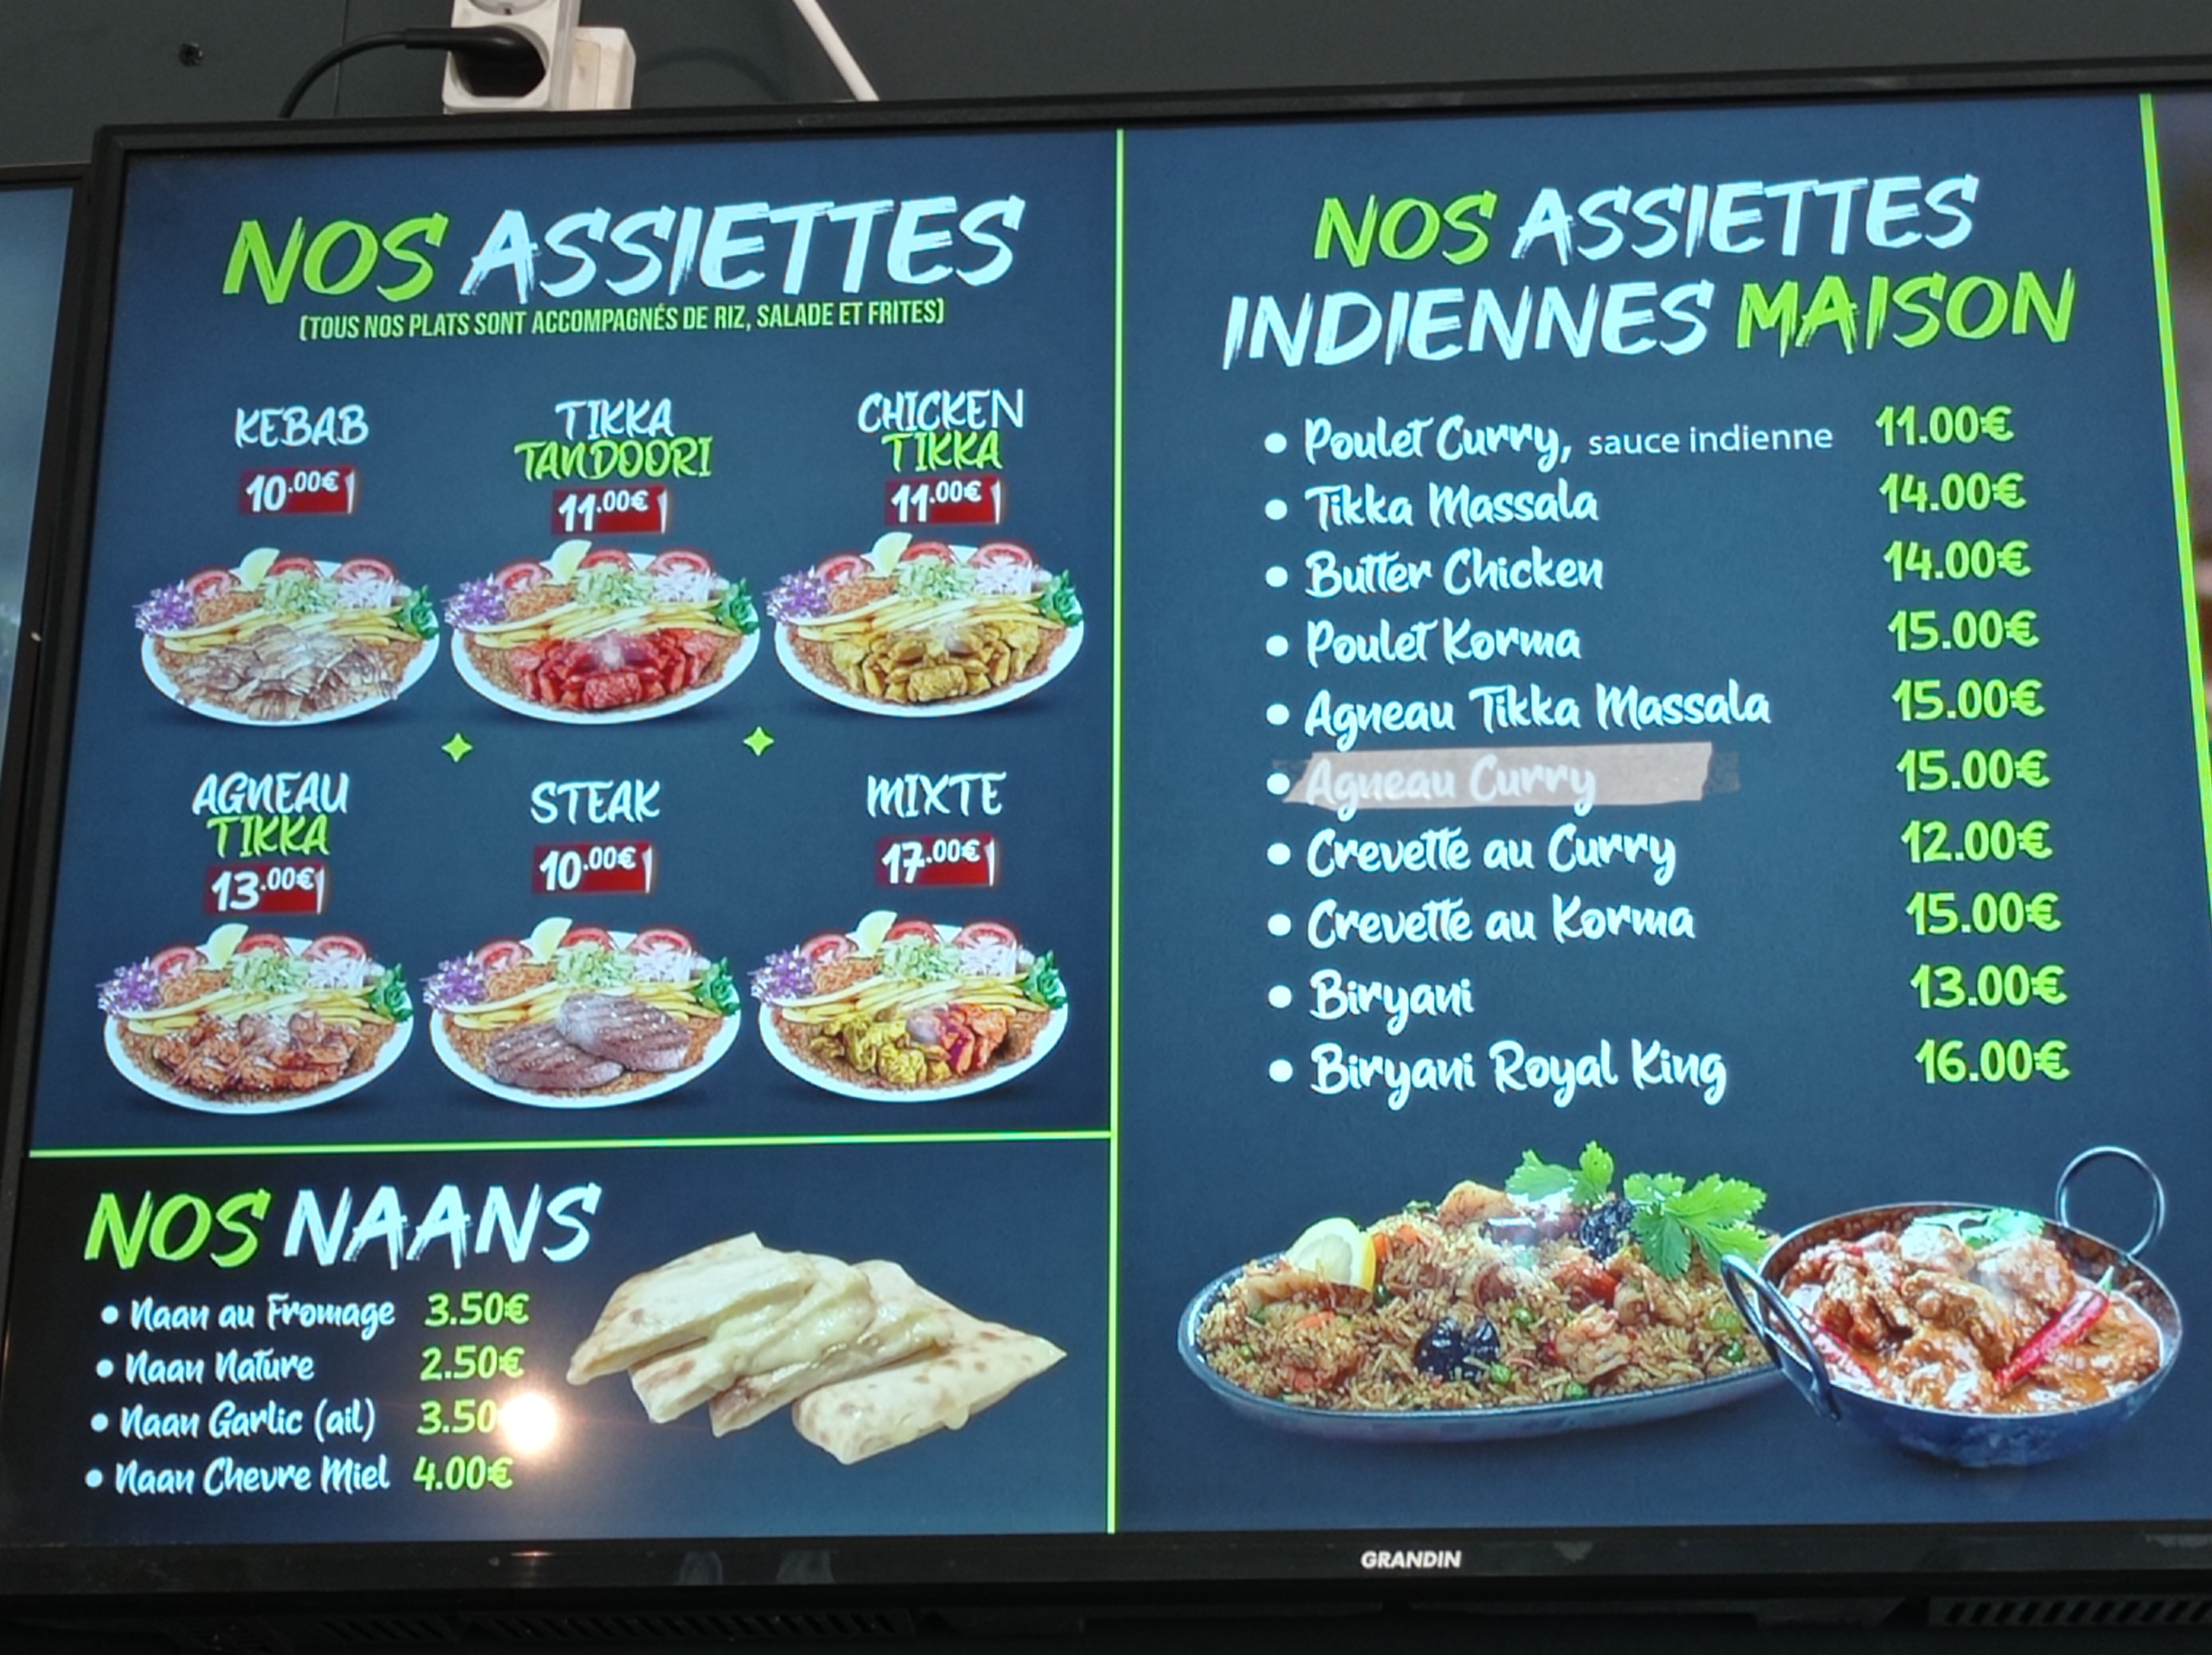 NOS ASSIETTES
(TOUS NOS PLATS SONT ACCOMPAGNÉS DE RIZ, SALADE ET FRITES)
KEBAB
10.00€
TIKKA
TANDOORI
11.00€
CHICKEN
TIKKA
11.00€
AGNEAU
TIKKA
13.00€
STEAK
10.00€
MIXTE
17.00€
NOS NAANS
• Naan au Fromage 3.50€
• Naan Nature 2.50€
• Naan Garlic (ail) 3.50
• Naan Chevre Miel 4.00€
NOS ASSIETTES
INDIENNES MAISON
• Poulet Curry, sauce indienne 11.00€
• Tikka Massala 14.00€
• Butter Chicken 14.00€
• Poulet Korma 15.00€
• Agneau Tikka Massala 15.00€
• Agneau Curry 15.00€
• Crevette au Curry 12.00€
• Crevette au Korma 15.00€
• Biryani 13.00€
• Biryani Royal King 16.00€
GRANDIN